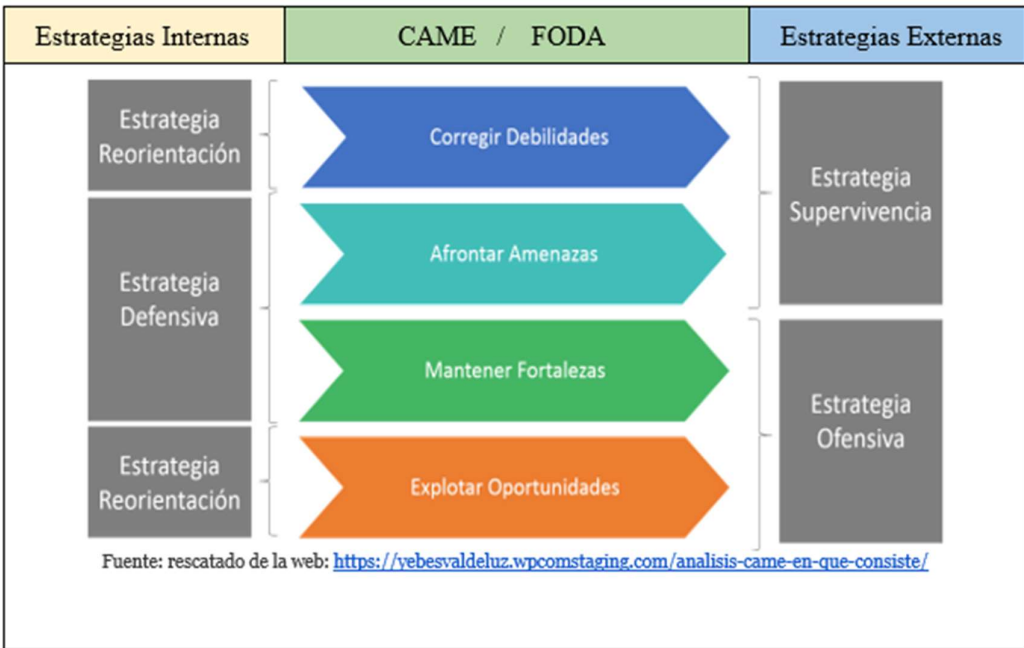 Estrategias Internas
CAME / FODA
Estrategias Externas
Estrategia
Reorientación
Estrategia
Defensiva
Estrategia
Reorientación
Corregir Debilidades
Afrontar Amenazas
Mantener Fortalezas
Explotar Oportunidades
Estrategia
Supervivencia
Estrategia
Ofensiva
Fuente: rescatado de la web: https://yebesvaldeluz.wpcomstaging.com/analisis-came-en-que-consiste/